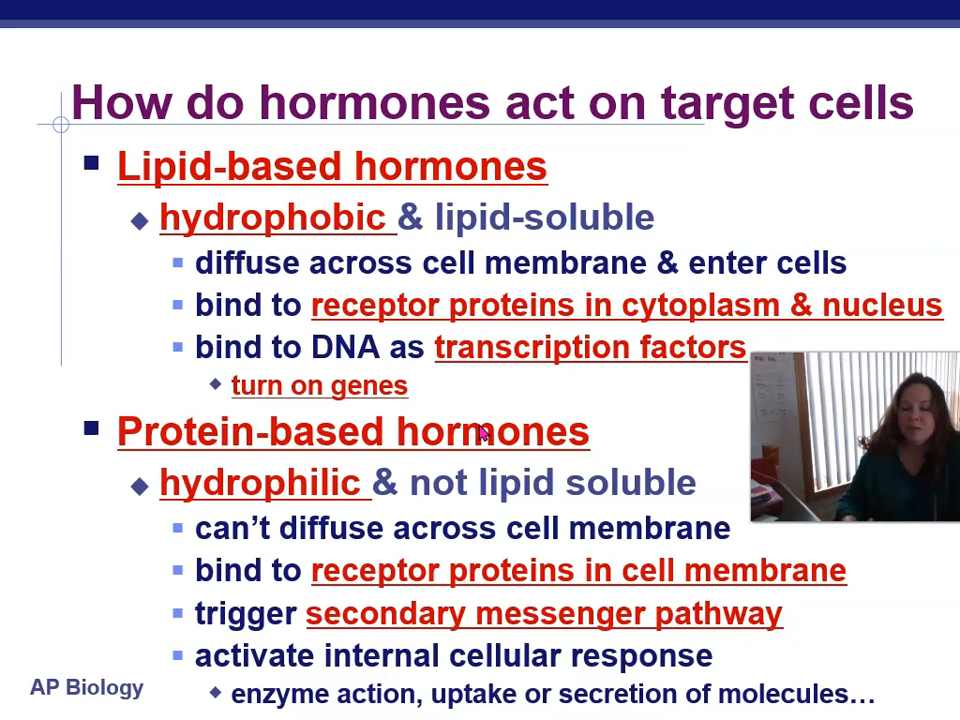 How do hormones act on target cells
Lipid-based hormones
hydrophobic & lipid-soluble
diffuse across cell membrane & enter cells
bind to receptor proteins in cytoplasm & nucleus
bind to DNA as transcription factors
turn on genes
Protein-based hormones
hydrophilic & not lipid soluble
can’t diffuse across cell membrane
bind to receptor proteins in cell membrane
trigger secondary messenger pathway
activate internal cellular response
enzyme action, uptake or secretion of molecules…
AP Biology